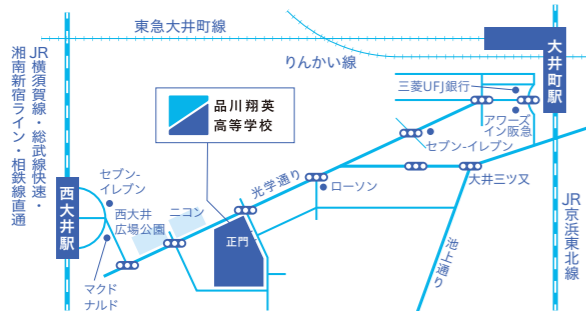 東急大井町線
りんかい線
大井町駅
三菱UFJ銀行
アワーズ
イン阪急
セブン-イレブン
大井三ツ又
JR京浜東北線
池上通り
ローソン
光学通り
品川翔英
高等学校
正門
ニコン
西大井
広場公園
セブン-
イレブン
マクド
ナルド
西大井駅
JR横須賀線・総武線快速・
湘南新宿ライン・相鉄線直通